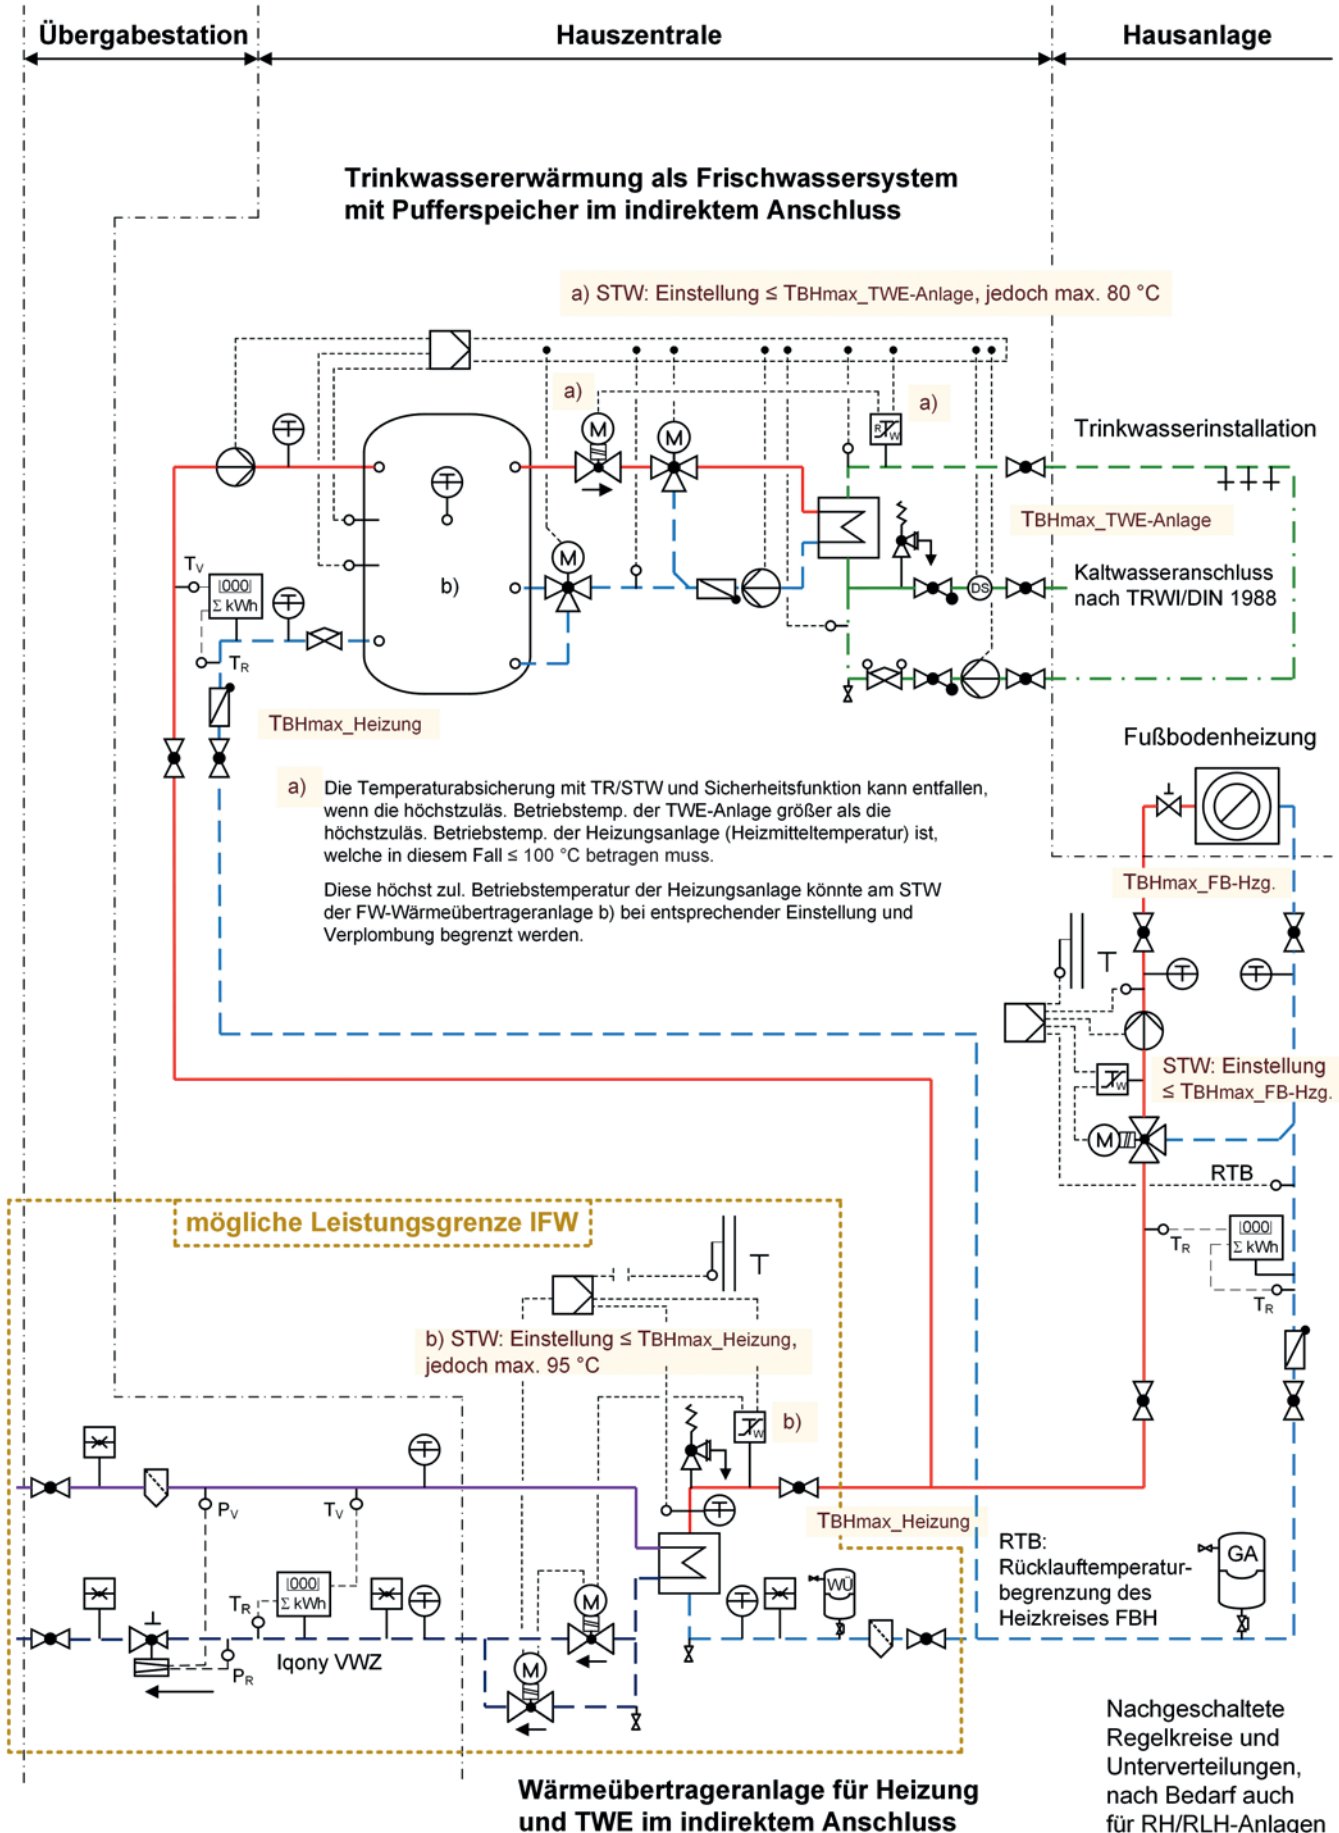 Übergabestation
Hauszentrale
Hausanlage
Trinkwassererwärmung als Frischwassersystem
mit Pufferspeicher im indirektem Anschluss
a) STW: Einstellung ≤ TBHmax_TWE-Anlage, jedoch max. 80 °C
a)
a)
M
M
R
W
T
T
Trinkwasserinstallation
TBHmax_TWE-Anlage
b)
M
TV
|000|
Σ kWh
T
TR
DS
Kaltwasseranschluss
nach TRWI/DIN 1988
TBHmax_Heizung
Fußbodenheizung
a) Die Temperaturabsicherung mit TR/STW und Sicherheitsfunktion kann entfallen,
wenn die höchstzuläs. Betriebstemp. der TWE-Anlage größer als die
höchstzuläs. Betriebstemp. der Heizungsanlage (Heizmitteltemperatur) ist,
welche in diesem Fall ≤ 100 °C betragen muss.
Diese höchst zul. Betriebstemperatur der Heizungsanlage könnte am STW
der FW-Wärmeübertrageranlage b) bei entsprechender Einstellung und
Verplombung begrenzt werden.
TBHmax_FB-Hzg.
T
T
T
W
STW: Einstellung
≤ TBHmax_FB-Hzg.
M
RTB
|000|
Σ kWh
TR
TR
mögliche Leistungsgrenze IFW
T
b) STW: Einstellung ≤ TBHmax_Heizung,
jedoch max. 95 °C
W
b)
T
PV
TV
T
TBHmax_Heizung
RTB:
Rücklauftemperatur-
begrenzung des
Heizkreises FBH
GA
TR
|000|
Σ kWh
T
M
T
WÜ
PR
Iqony VWZ
M
Nachgeschaltete
Regelkreise und
Unterverteilungen,
nach Bedarf auch
für RH/RLH-Anlagen
Wärmeübertrageranlage für Heizung
und TWE im indirektem Anschluss